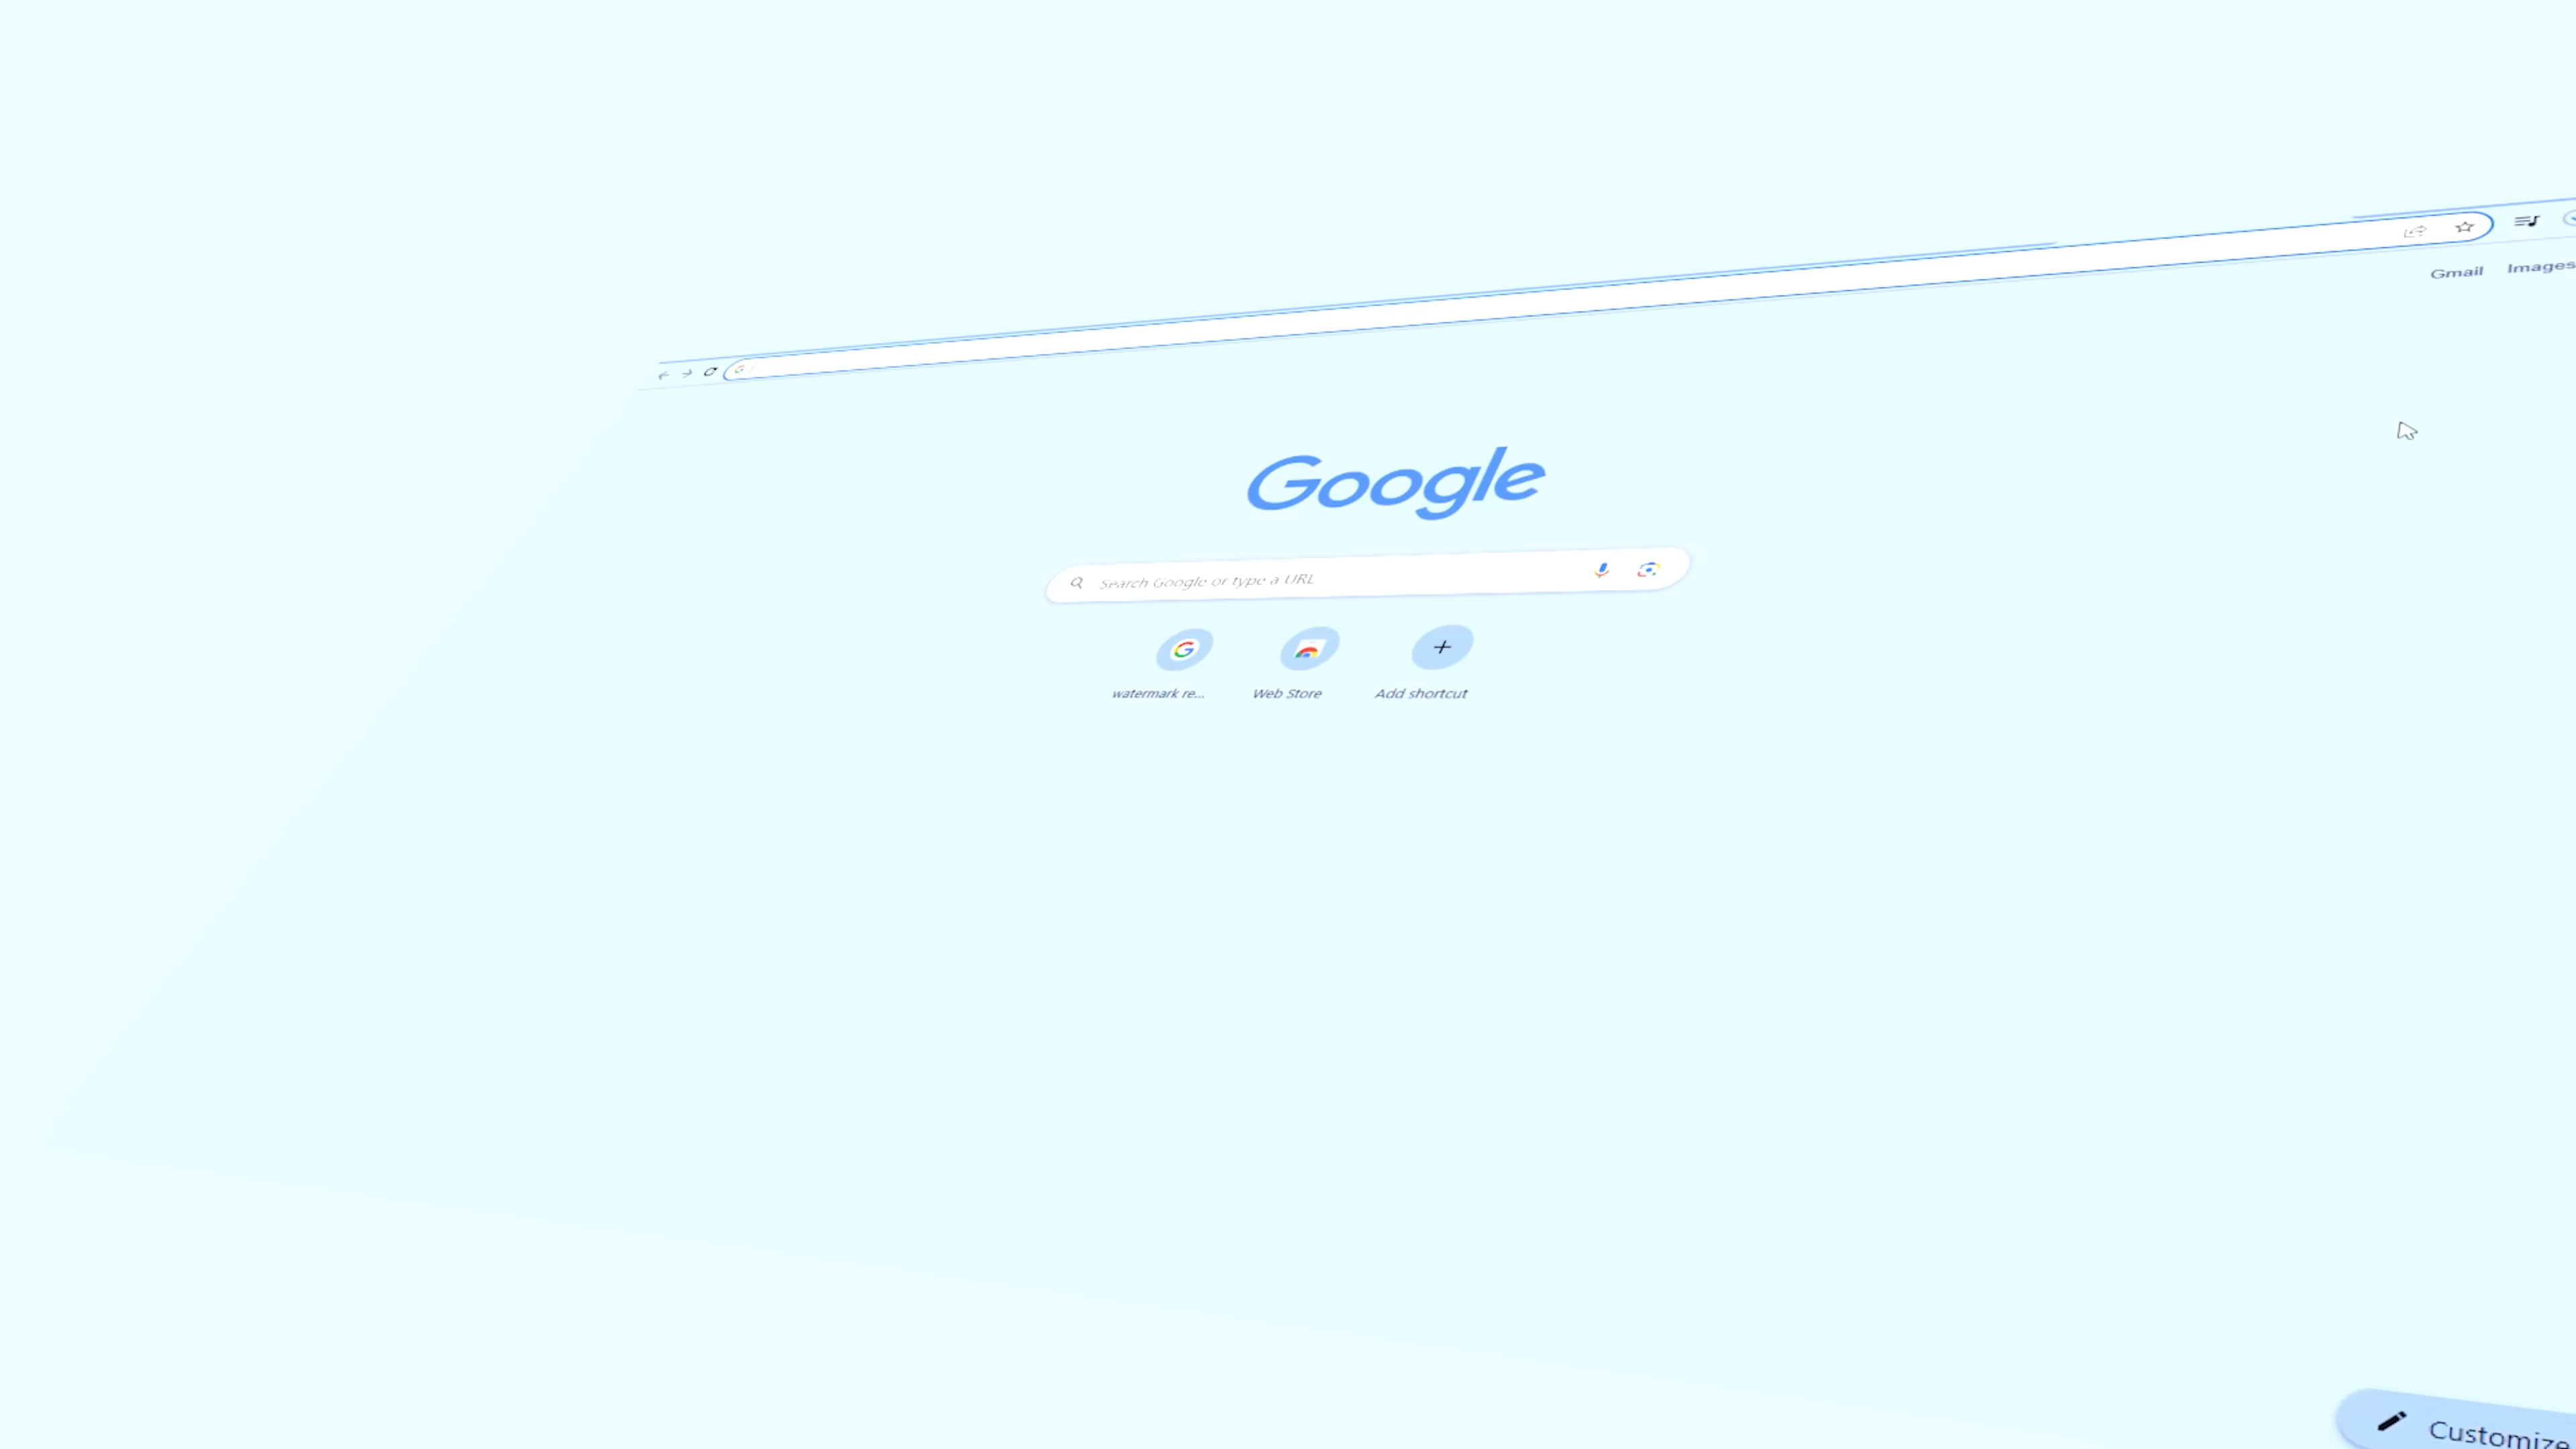 Gmail Images
Google
Search Google or type a URL
watermark re... Web Store Add shortcut
Customize